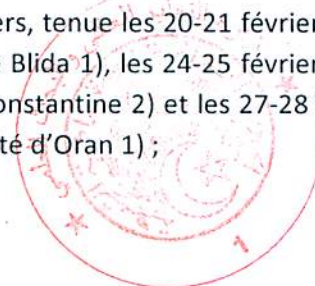 ers, tenue les 20-21 février
Blida 1), les 24-25 février
onstantine 2) et les 27-28
té d'Oran 1) ;